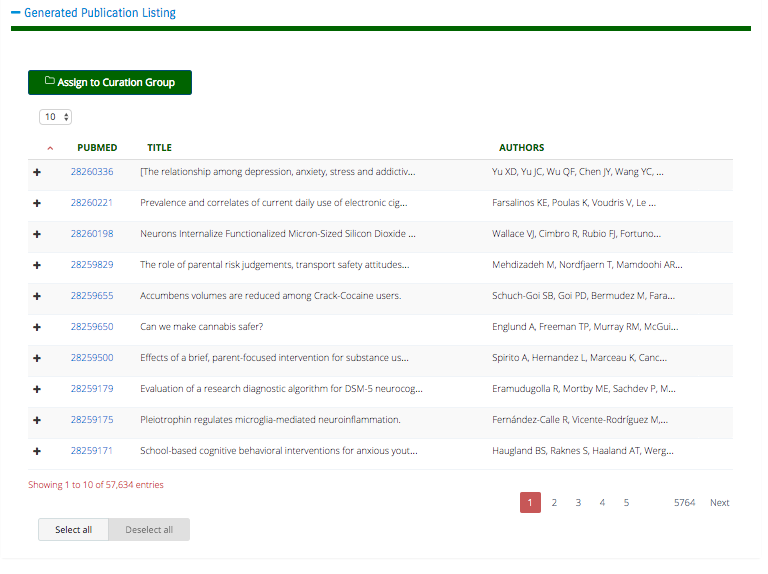 Generated Publication Listing
Assign to Curation Group
10
PUBMED TITLE AUTHORS
28260336 [The relationship among depression, anxiety, stress and addictiv... Yu XD, Yu JC, Wu QF, Chen JY, Wang YC, ...
28260221 Prevalence and correlates of current daily use of electronic cig... Farsalinos KE, Poulas K, Voudris V, Le ...
28260198 Neurons Internalize Functionalized Micron-Sized Silicon Dioxide ... Wallace VJ, Cimbro R, Rubio FJ, Fortuno...
28259829 The role of parental risk judgements, transport safety attitudes... Mehdizadeh M, Nordfjaern T, Mamdoohi AR...
28259655 Accumbens volumes are reduced among Crack-Cocaine users. Schuch-Goi SB, Goi PD, Bermudez M, Fara...
28259650 Can we make cannabis safer? Englund A, Freeman TP, Murray RM, McGui...
28259500 Effects of a brief, parent-focused intervention for substance us... Spirito A, Hernandez L, Marceau K, Canc...
28259179 Evaluation of a research diagnostic algorithm for DSM-5 neurocog... Eramudugolla R, Mortby ME, Sachdev P, M...
28259175 Pleiotrophin regulates microglia-mediated neuroinflammation. Fernández-Calle R, Vicente-Rodríguez M,...
28259171 School-based cognitive behavioral interventions for anxious yout... Haugland BS, Raknes S, Haaland AT, Werg...
Showing 1 to 10 of 57,634 entries
1 2 3 4 5 5764 Next
Select all Deselect all